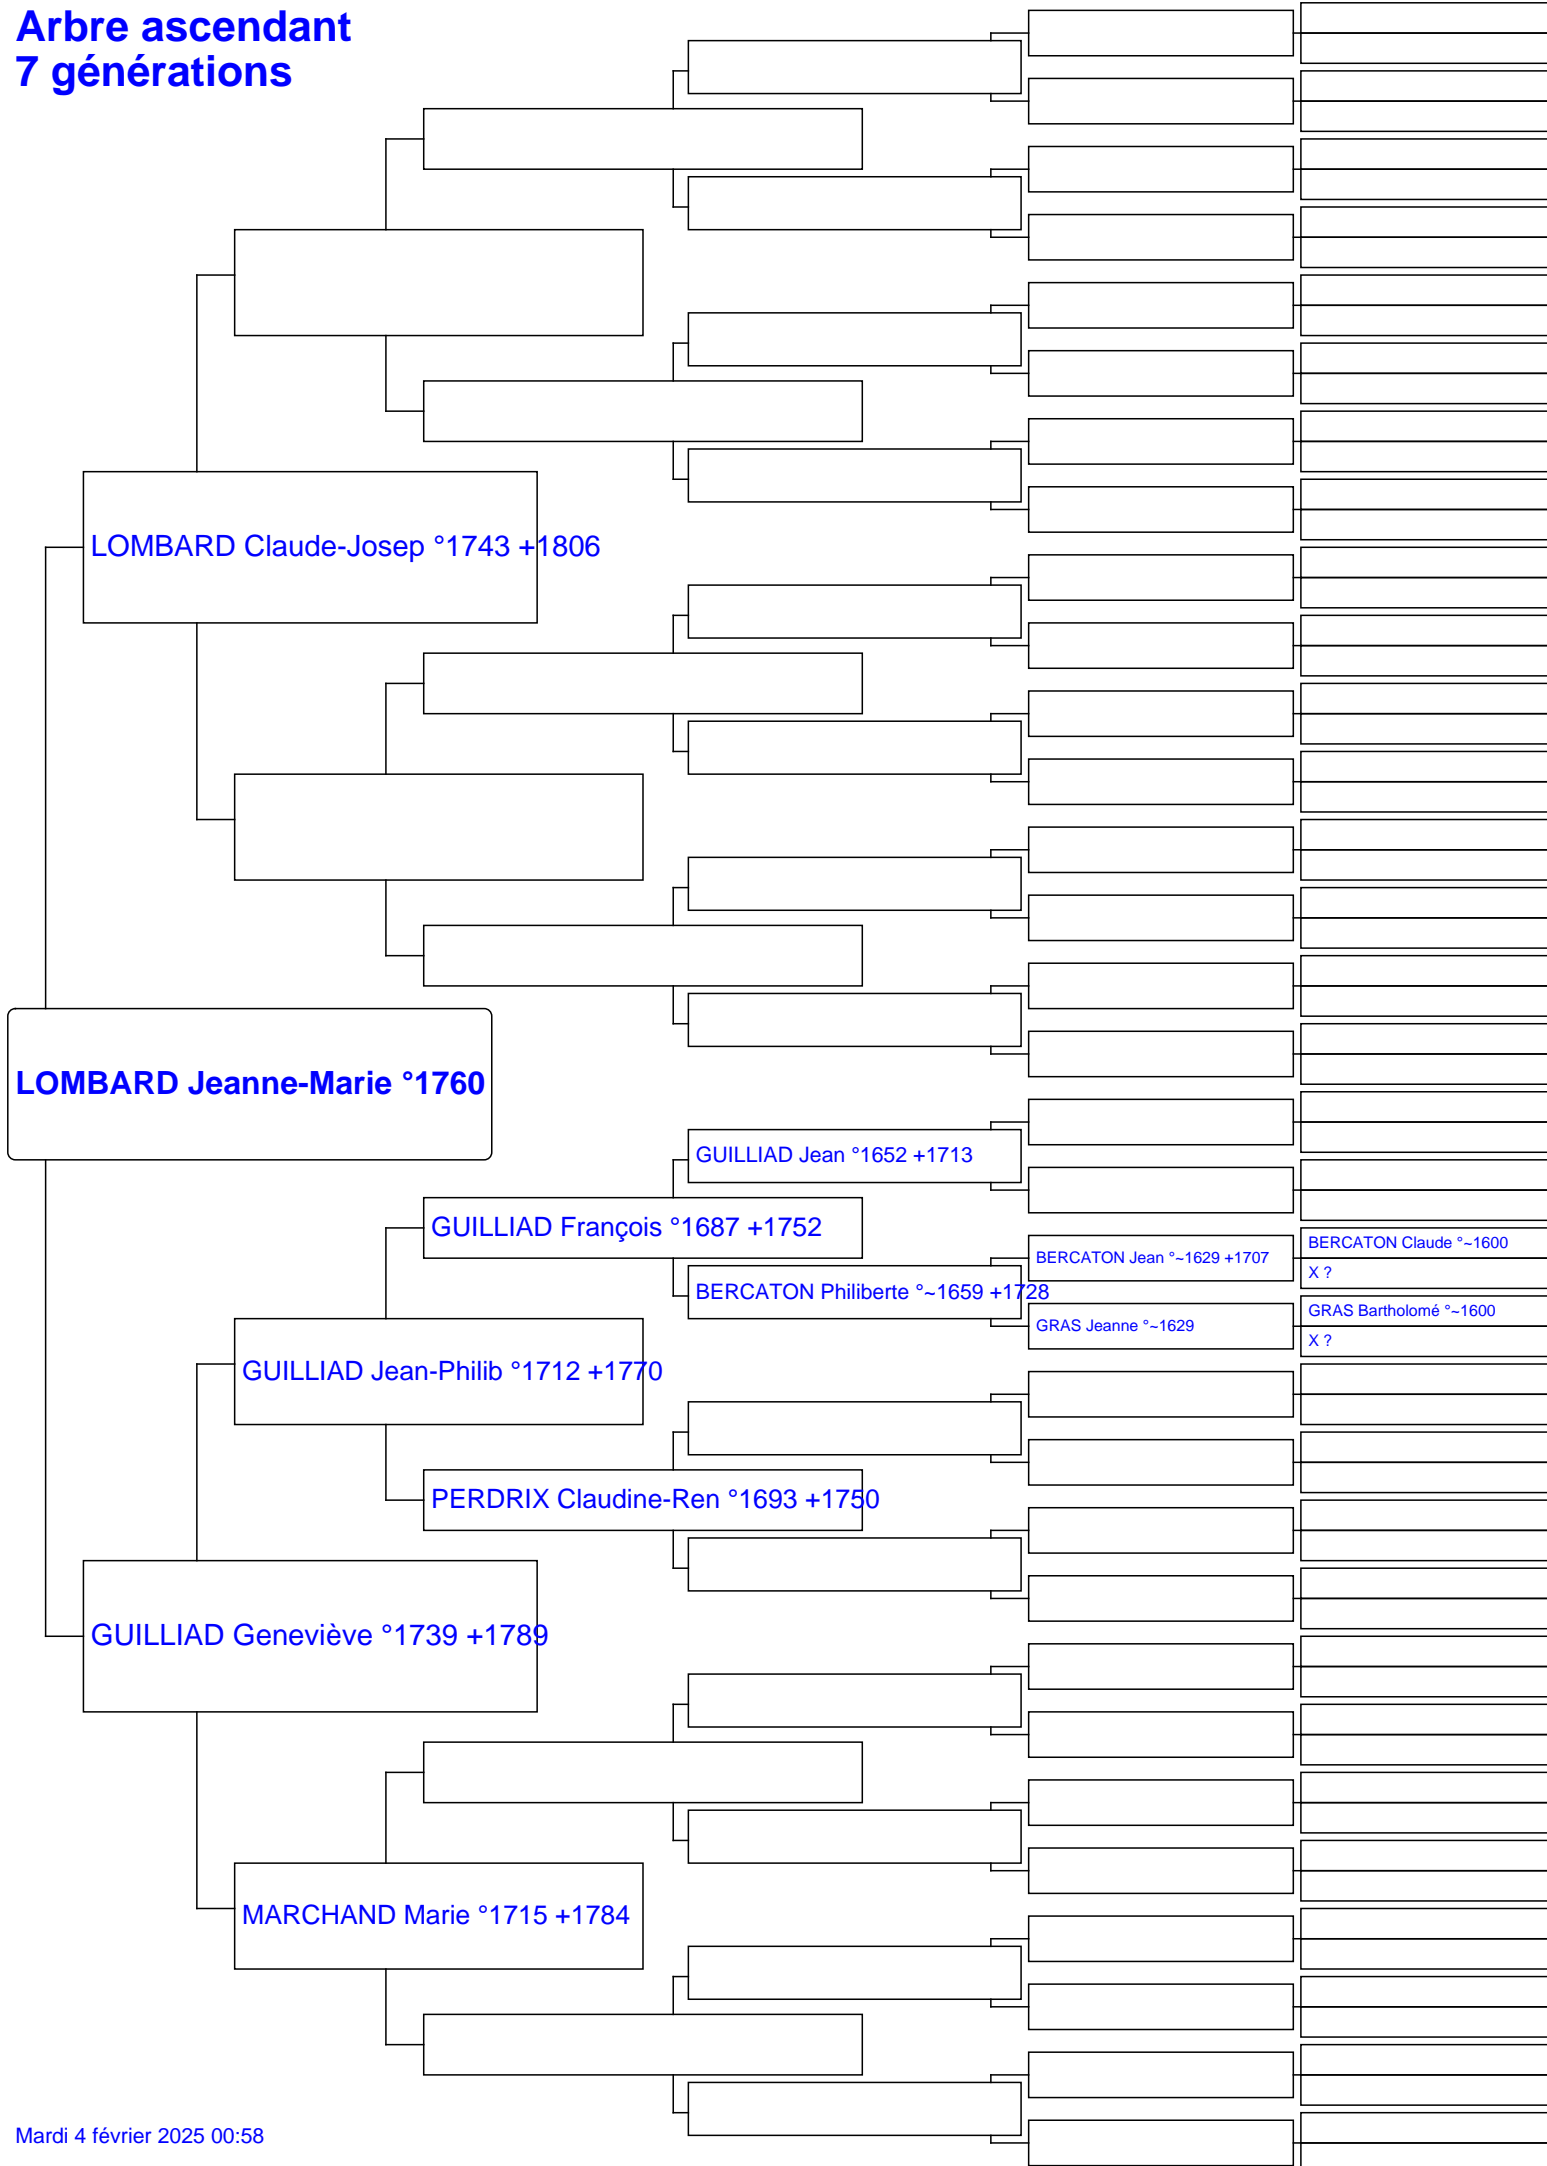 Arbre ascendant
7 générations
LOMBARD Claude-Josep °1743 +1806
LOMBARD Jeanne-Marie °1760
GUILLIAD Jean °1652 +1713
GUILLIAD François °1687 +1752
BERCATON Jean °~1629 +1707
BERCATON Claude °~1600
X ?
BERCATON Philiberte °~1659 +1728
GRAS Jeanne °~1629
GRAS Bartholomé °~1600
X ?
GUILLIAD Jean-Philib °1712 +1770
PERDRIX Claudine-Ren °1693 +1750
GUILLIAD Geneviève °1739 +1789
MARCHAND Marie °1715 +1784
Mardi 4 février 2025 00:58